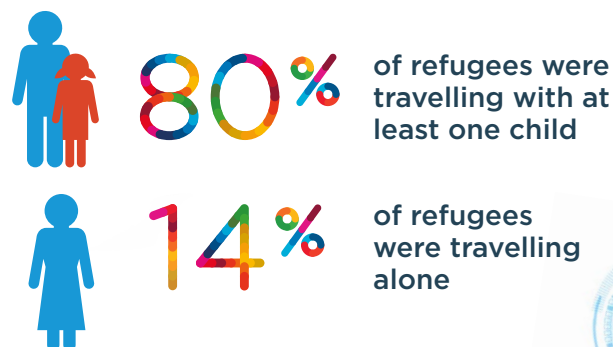 80% of refugees were
travelling with at
least one child
14% of refugees
were travelling
alone